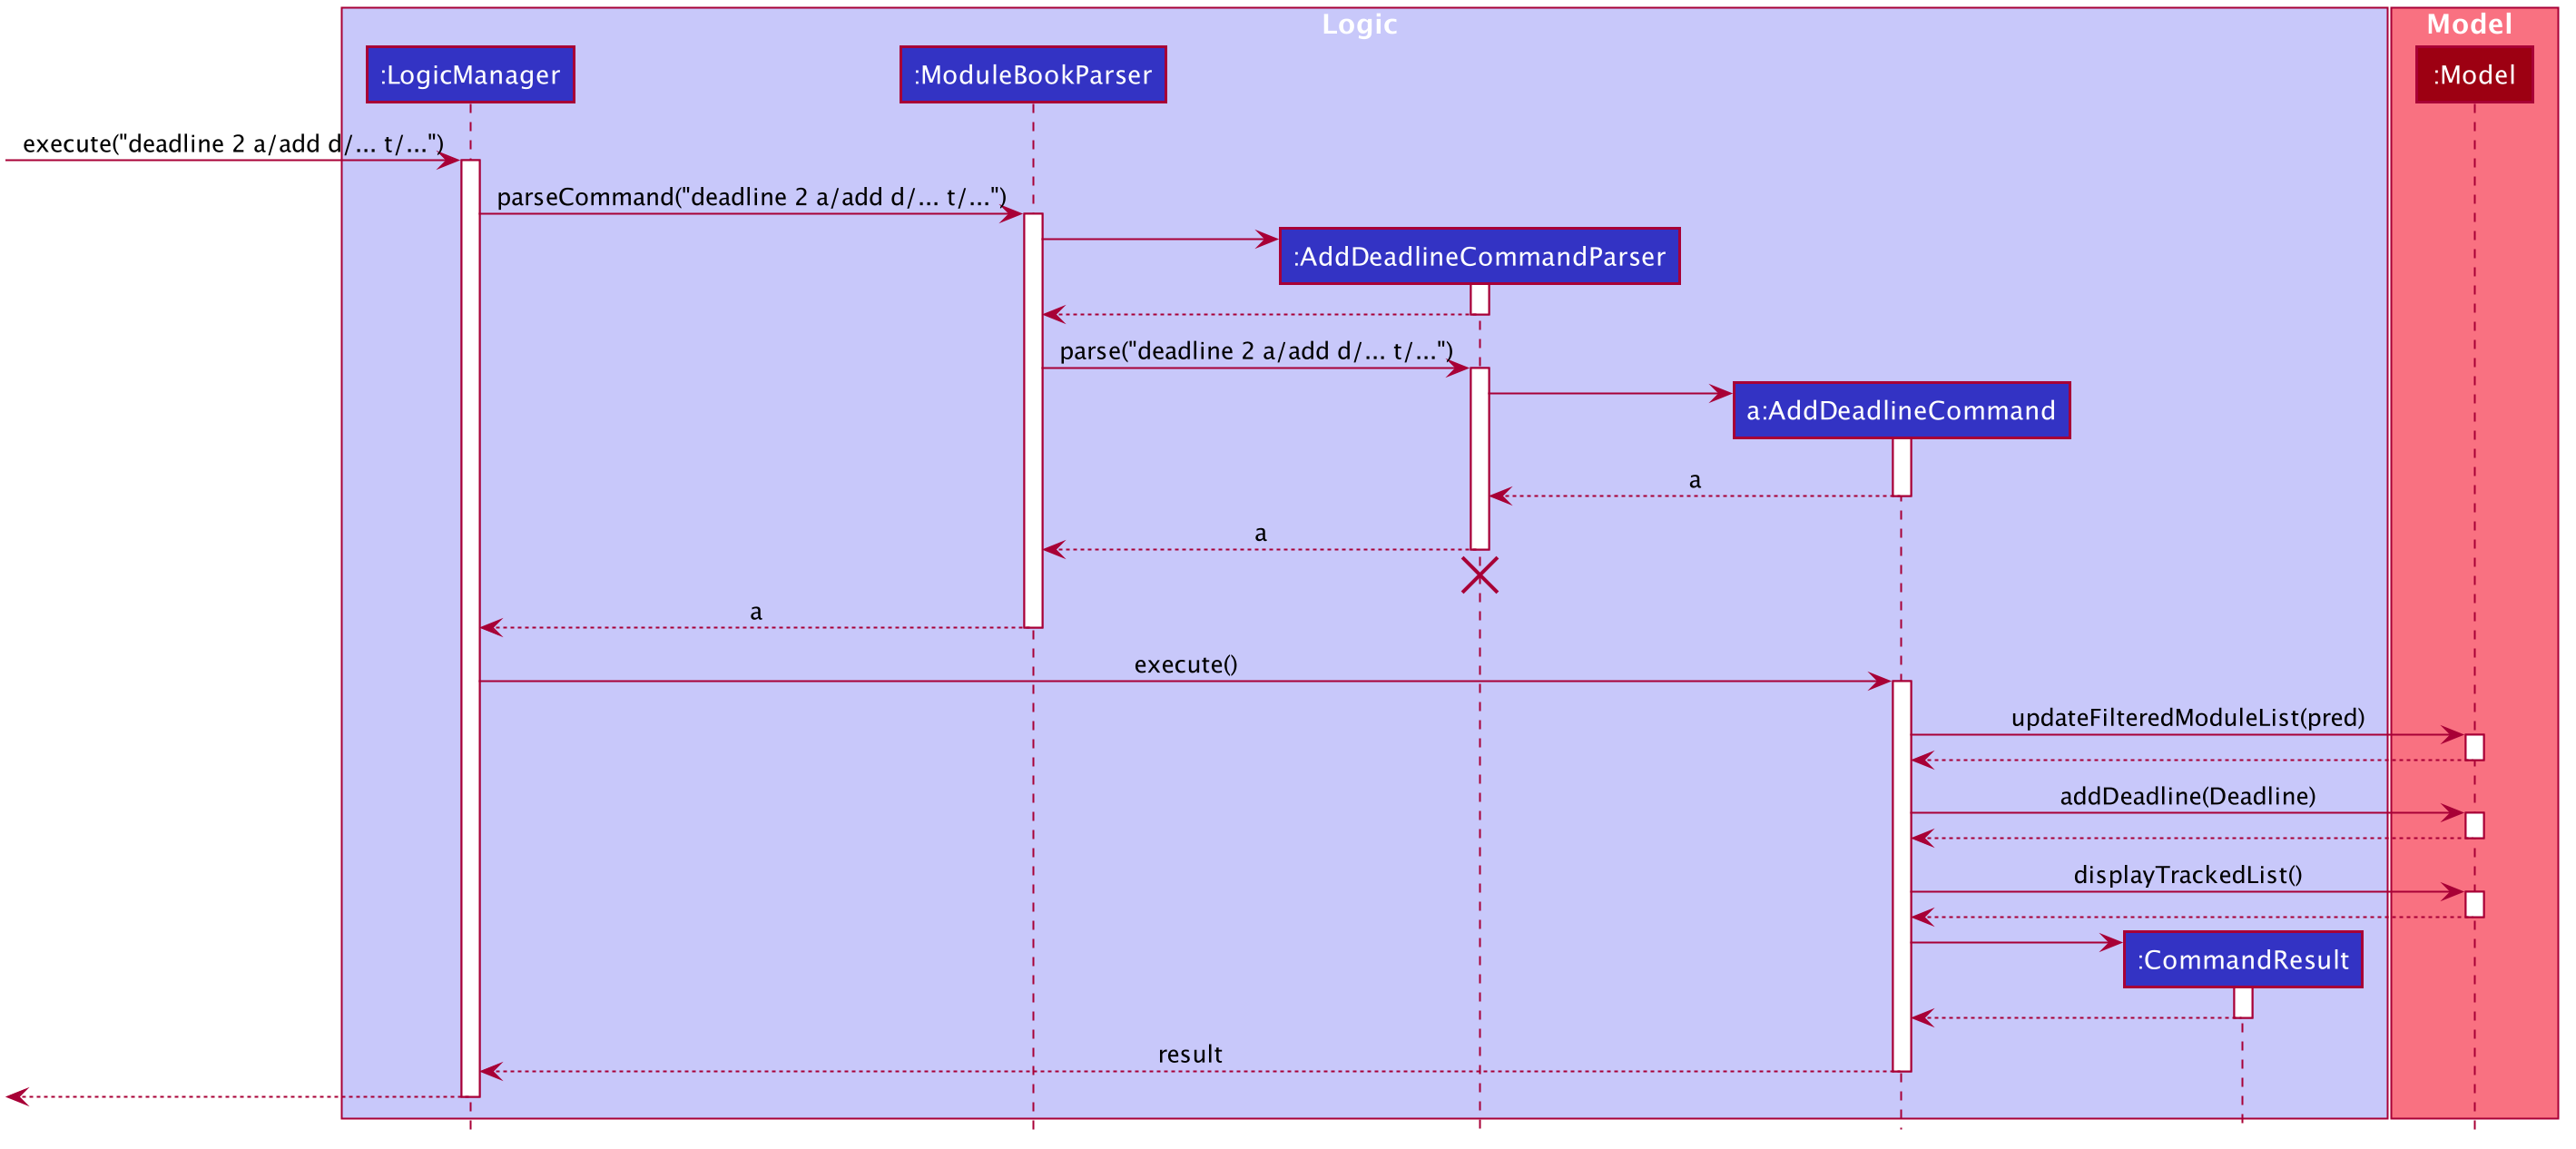 Logic
Model
:LogicManager
:ModuleBookParser
:Model
execute("deadline 2 a/add d/... t/...")
parseCommand("deadline 2 a/add d/... t/...")
:AddDeadlineCommandParser
parse("deadline 2 a/add d/... t/...")
a:AddDeadlineCommand
a
a
a
execute()
updateFilteredModuleList(pred)
addDeadline(Deadline)
displayTrackedList()
:CommandResult
result